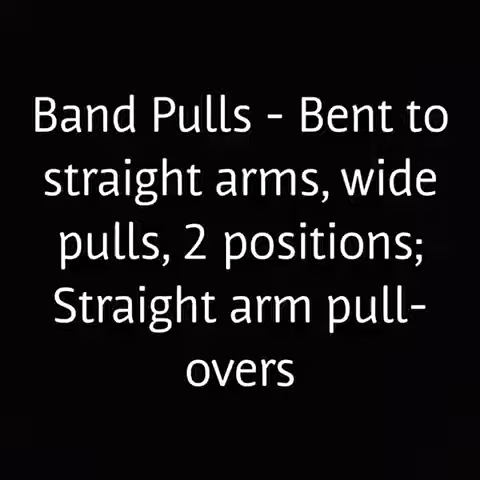 Band Pulls - Bent to
straight arms, wide
pulls, 2 positions;
Straight arm pull-
overs